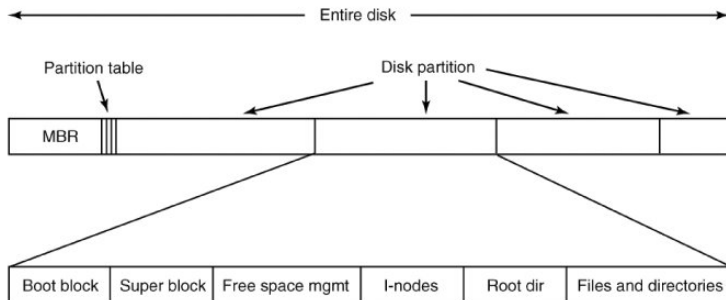 Entire disk
Partition table
Disk partition
MBR
Boot block
Super block
Free space mgmt
I-nodes
Root dir
Files and directories